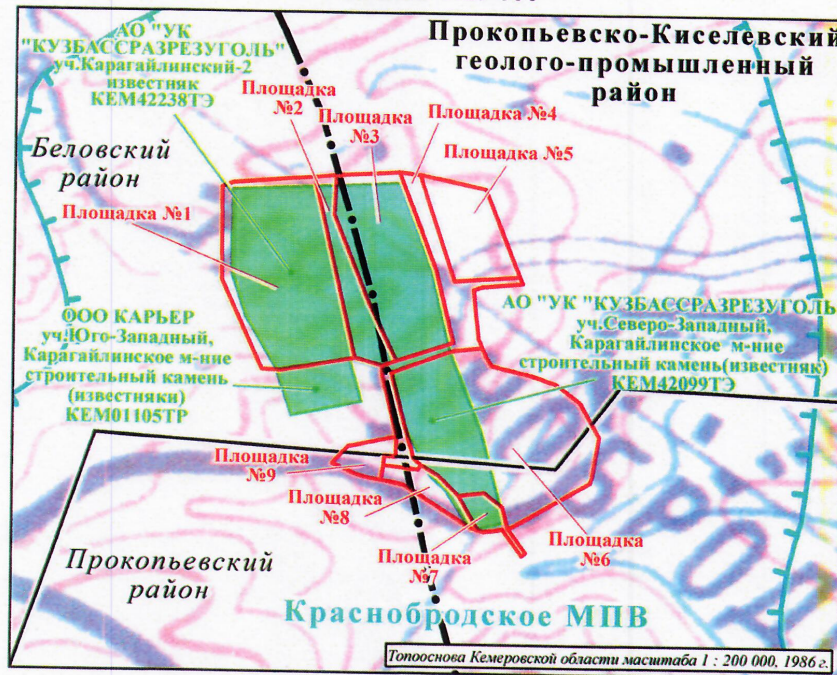 АО "УК
"КУЗБАССРАЗРЕЗУГОЛЬ"
уч.Карагайлинский-2
известняк
КЕМ42238ТЭ
Прокопьевско-Киселевский
геолого-промышленный
район
Площадка
№2
Площадка
№3
Площадка №4
Площадка №5
Беловский
район
Площадка №1
ООО КАРЬЕР
уч.Юго-Западный,
Карагайлинское м-ние
строительный камень
(известняки)
КЕМ01105ТР
АО "УК "КУЗБАССРАЗРЕЗУГОЛЬ
уч.Северо-Западный,
Карагайлинское м-ние
строительный камень(известняк)
КЕМ42099ТЭ
Площадка
№9
Площадка
№8
Площадка
№7
Площадка
№6
Прокопьевский
район
Краснобродское МПВ
Топооснова Кемеровской области масштаба 1 : 200 000, 1986 г.